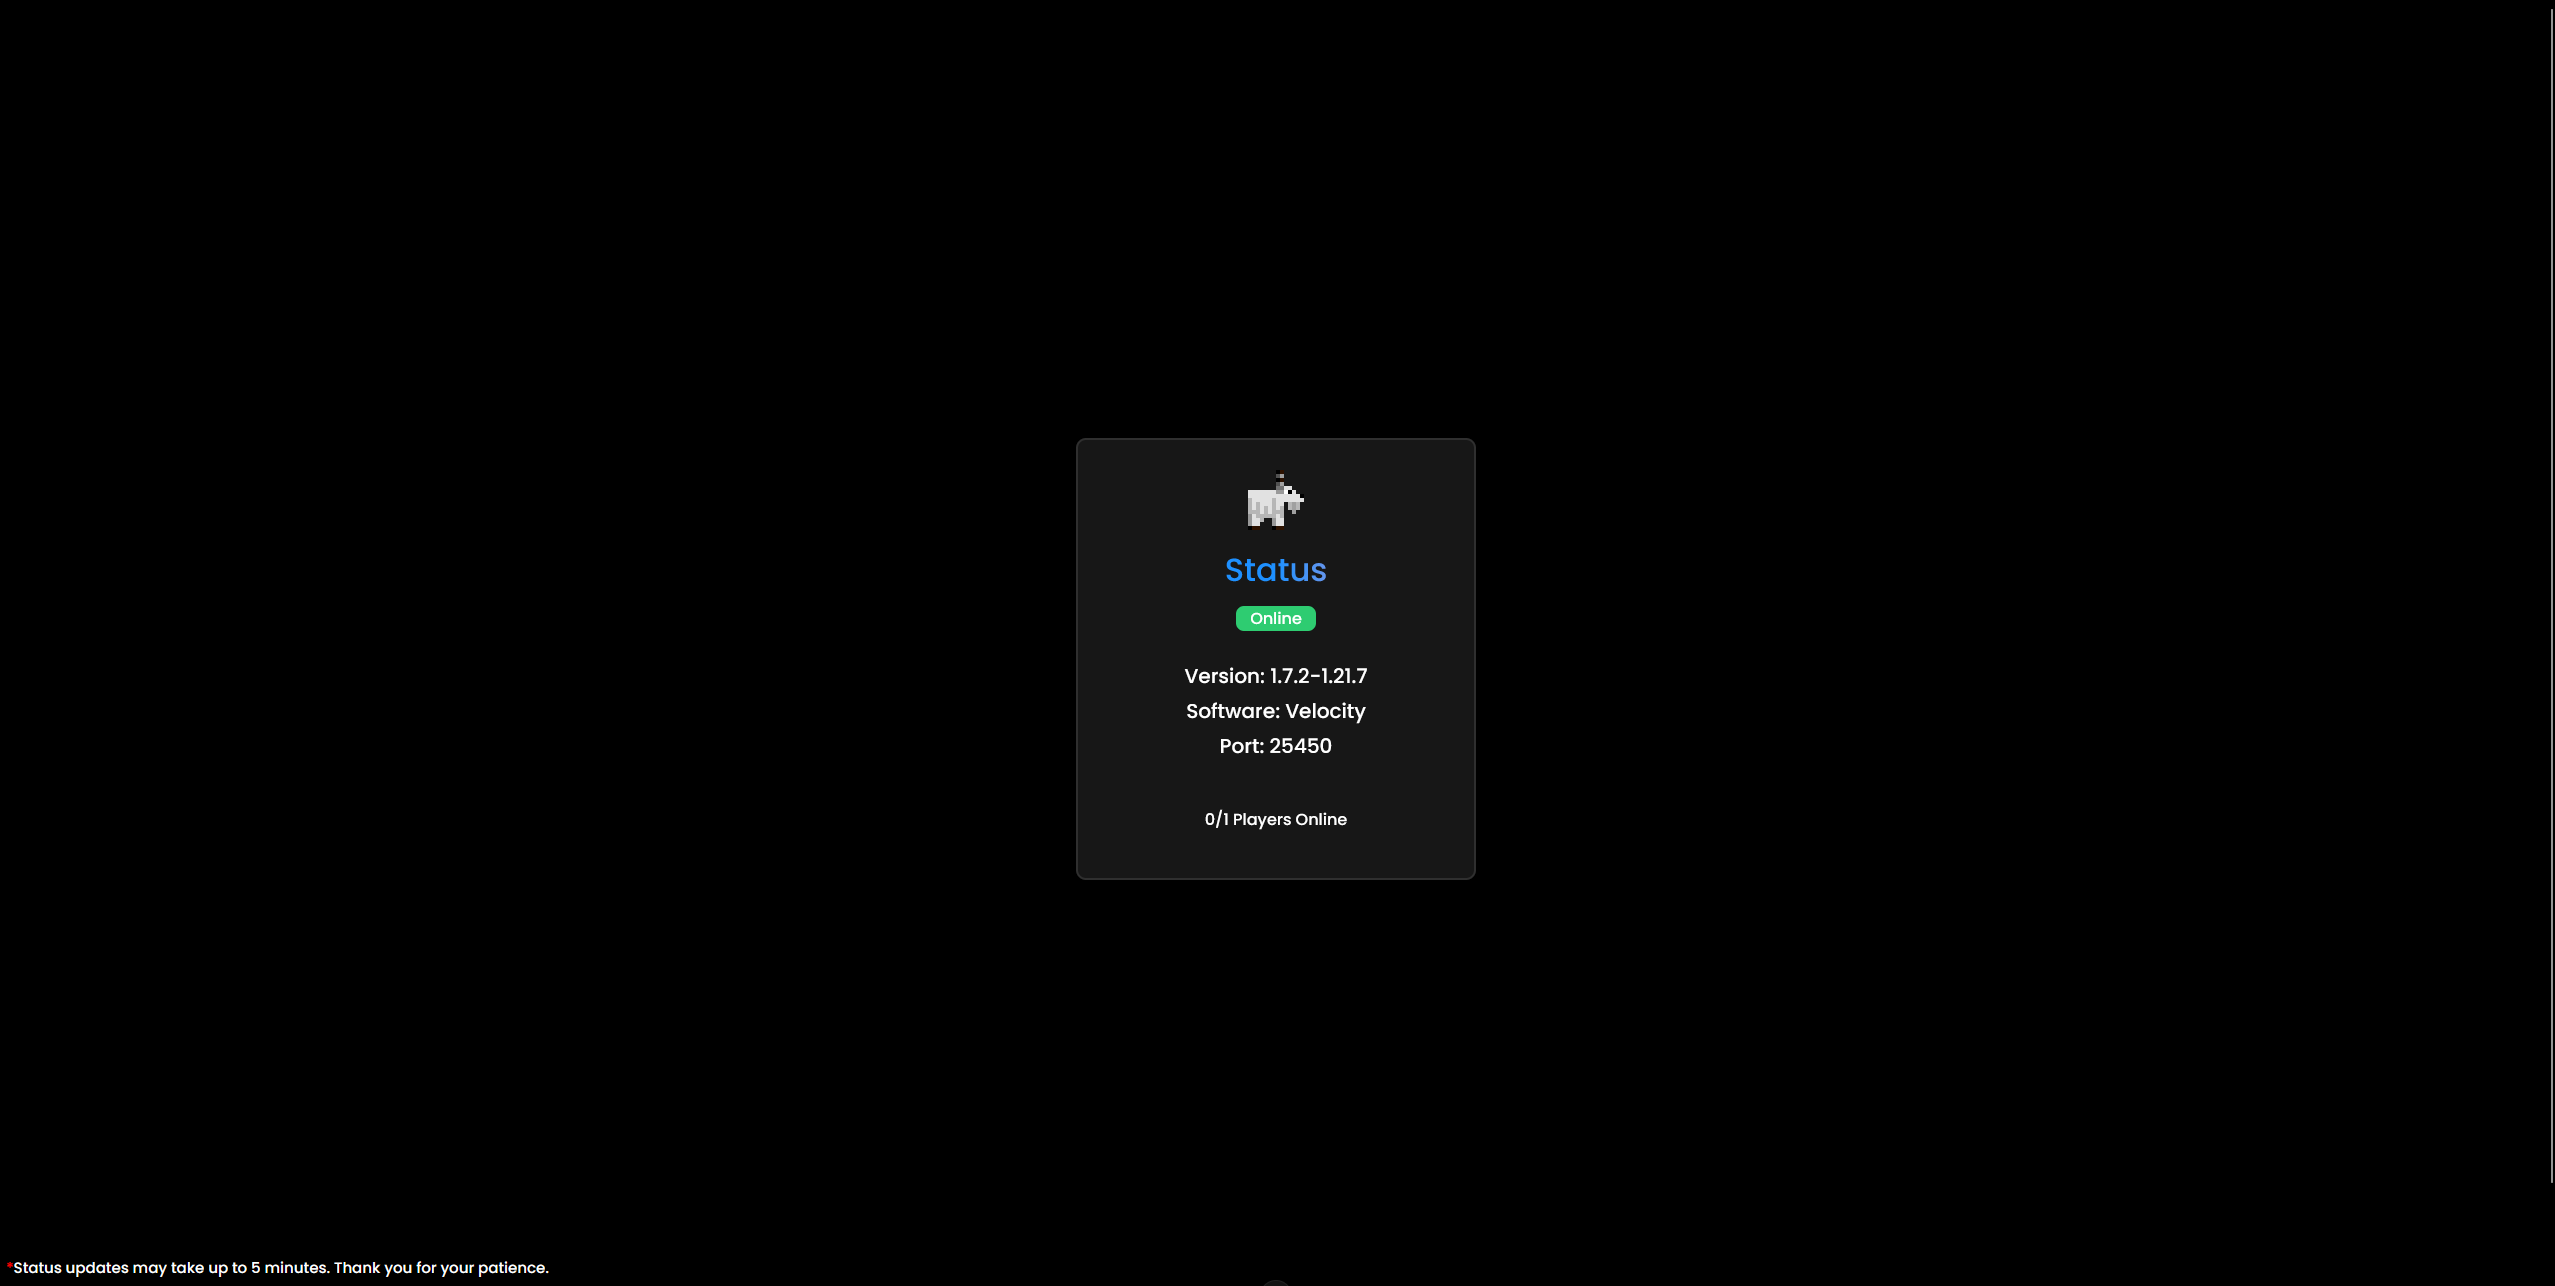 Status
Online
Version: 1.7.2-1.21.7
Software: Velocity
Port: 25450
0/1 Players Online
*Status updates may take up to 5 minutes. Thank you for your patience.